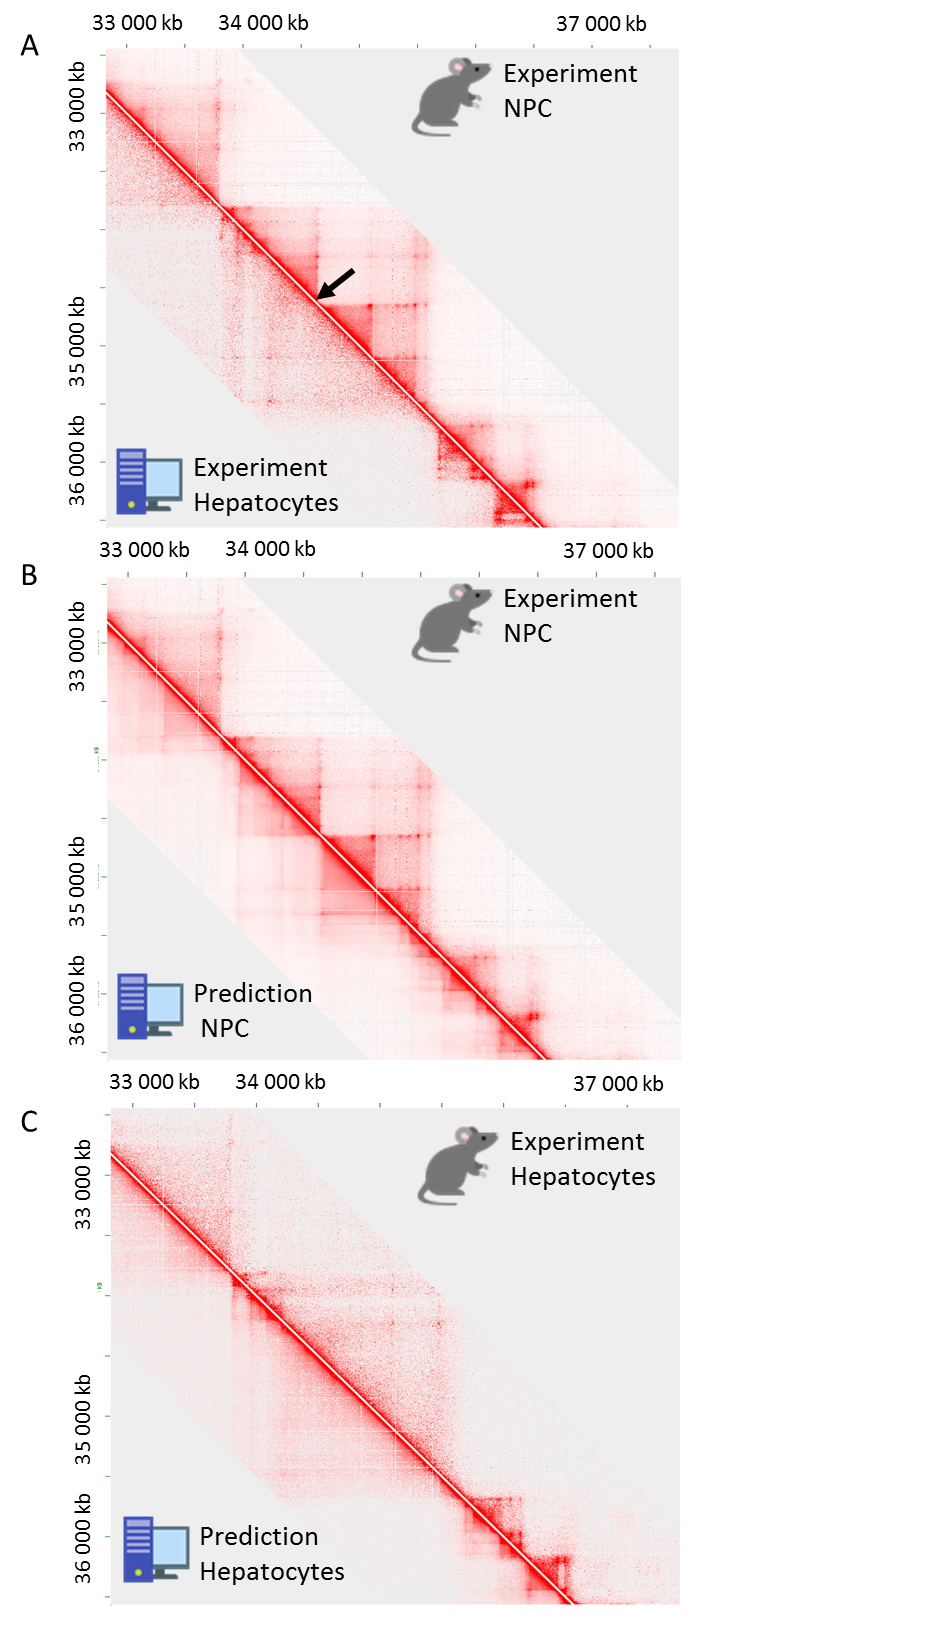 33 000 kb 34 000 kb 37 000 kb
A
Experiment
NPC
33 000 kb
35 000 kb
36 000 kb
Experiment
Hepatocytes
33 000 kb 34 000 kb 37 000 kb
B
Experiment
NPC
33 000 kb
35 000 kb
36 000 kb
Prediction
NPC
33 000 kb 34 000 kb 37 000 kb
C
Experiment
Hepatocytes
33 000 kb
35 000 kb
36 000 kb
Prediction
Hepatocytes